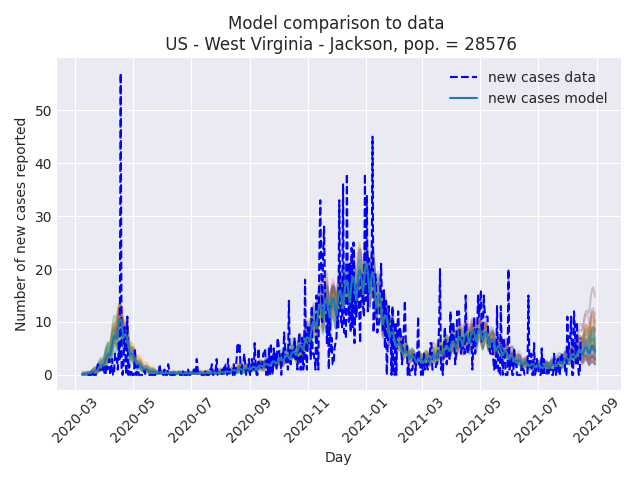 Model comparison to data
US - West Virginia - Jackson, pop. = 28576
new cases data
new cases model
Number of new cases reported
50
40
30
20
10
0
2020-03
2020-05
2020-07
2020-09
2020-11
2021-01
2021-03
2021-05
2021-07
2021-09
Day